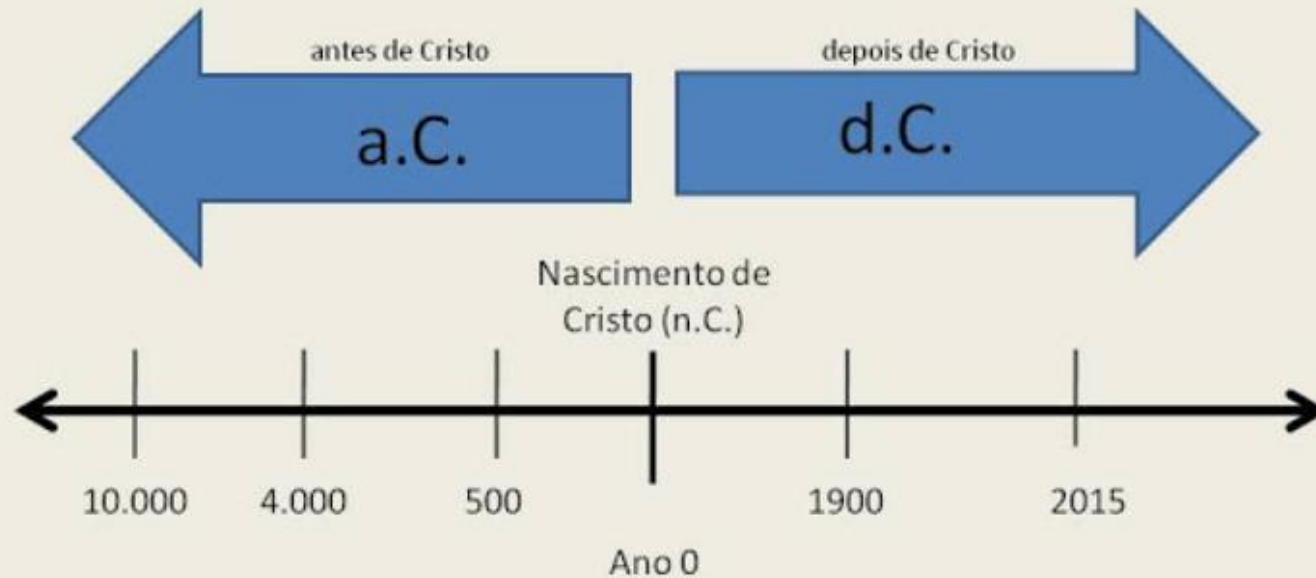 antes de Cristo
depois de Cristo
a.C.
d.C.
Nascimento de
Cristo (n.C.)
10.000 4.000 500 1900 2015
Ano 0